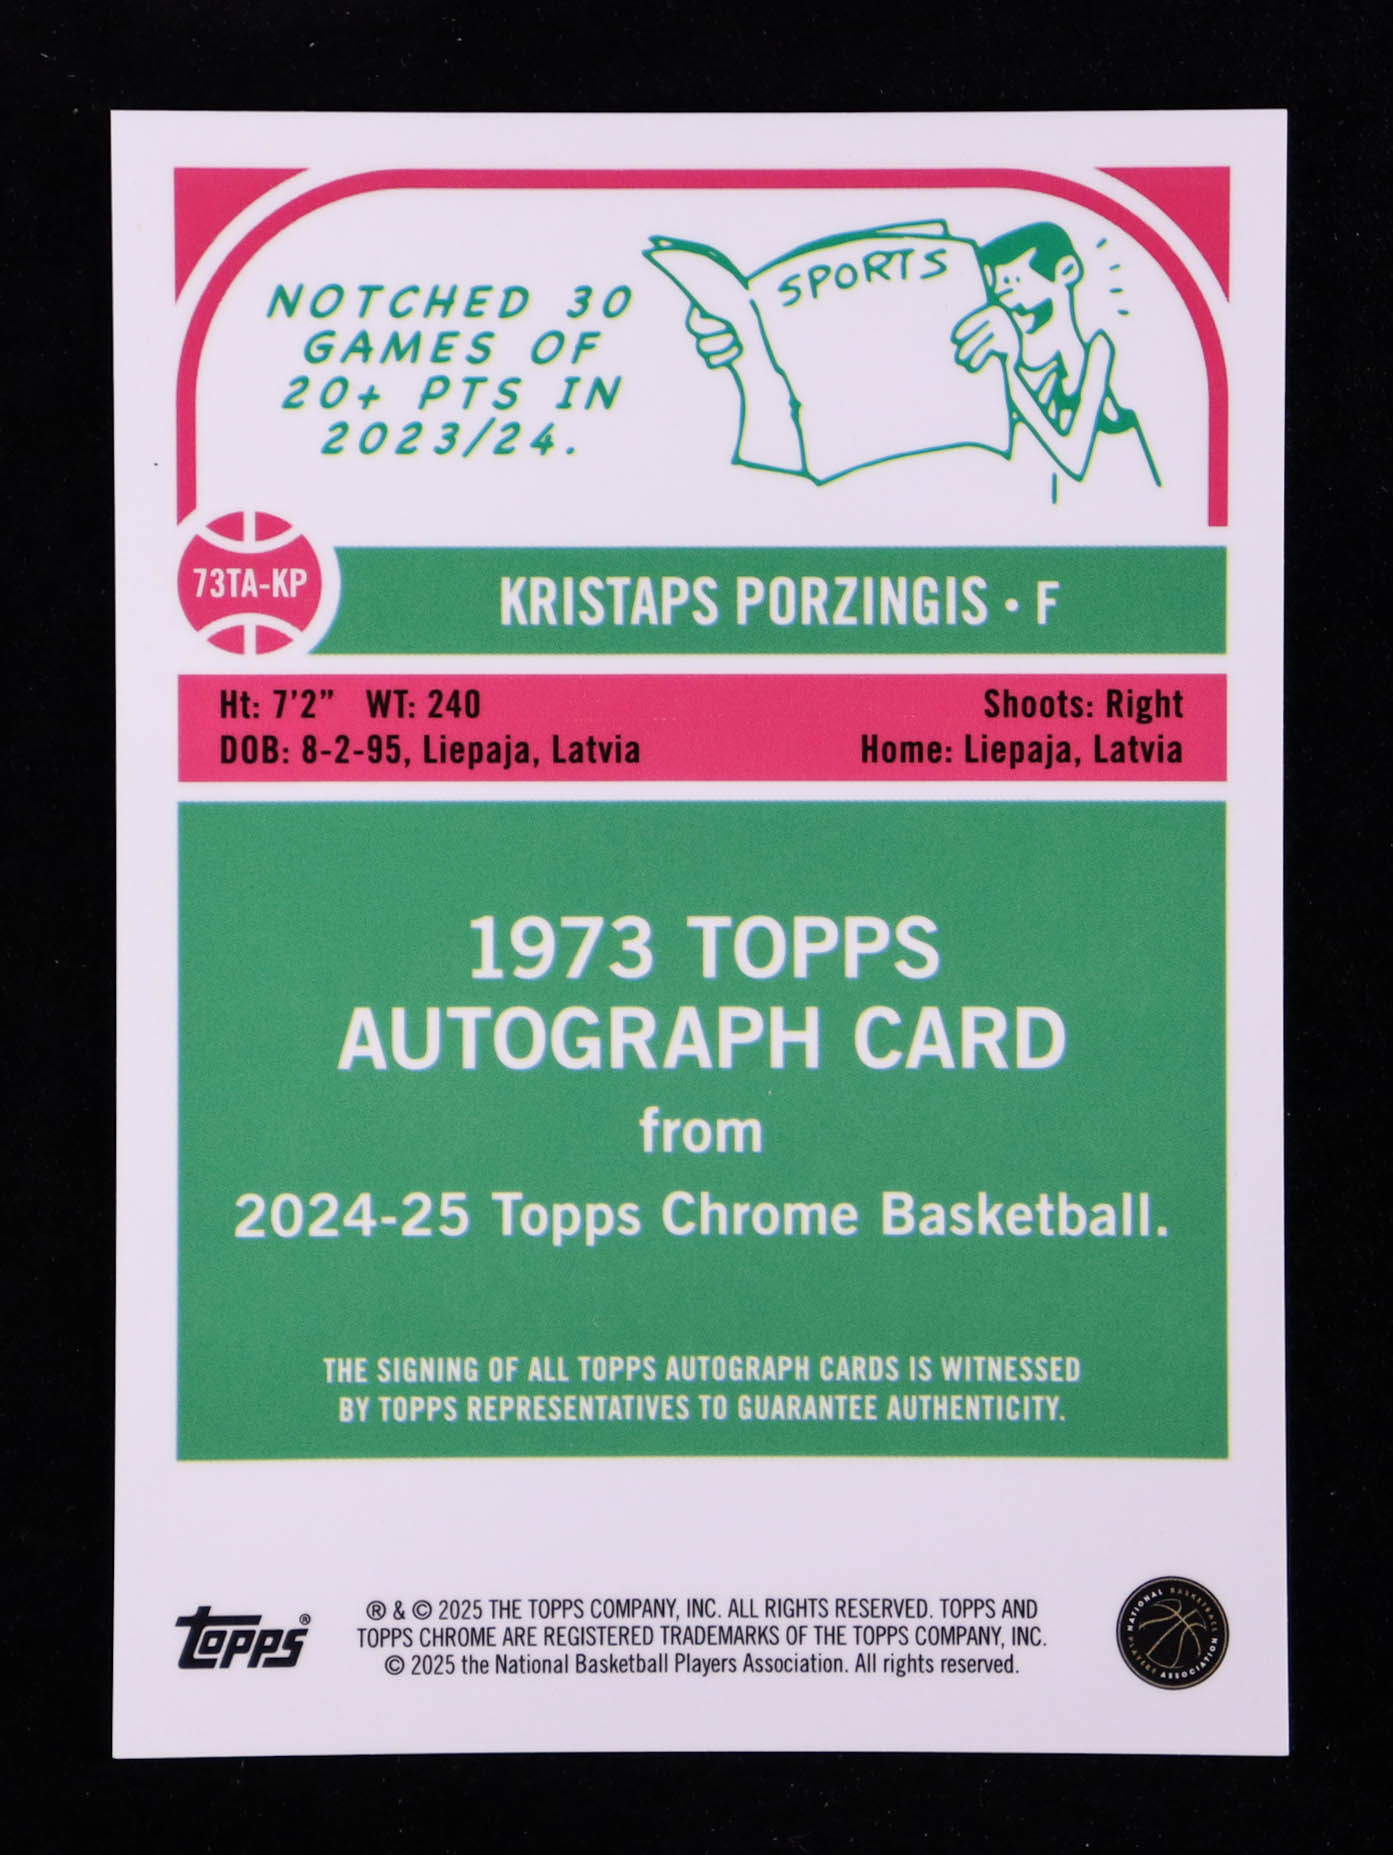 NOTCHED 30
GAMES OF
20+ PTS IN
2023/24.
SPORTS
73TA-KP
KRISTAPS PORZINGIS • F
Ht: 7'2" WT: 240
Shoots: Right
DOB: 8-2-95, Liepaja, Latvia
Home: Liepaja, Latvia
1973 TOPPS
AUTOGRAPH CARD
from
2024-25 Topps Chrome Basketball.
THE SIGNING OF ALL TOPPS AUTOGRAPH CARDS IS WITNESSED
BY TOPPS REPRESENTATIVES TO GUARANTEE AUTHENTICITY.
Topps®
® & © 2025 THE TOPPS COMPANY, INC. ALL RIGHTS RESERVED. TOPPS AND
TOPPS CHROME ARE REGISTERED TRADEMARKS OF THE TOPPS COMPANY, INC.
© 2025 the National Basketball Players Association. All rights reserved.
NATIONAL BASKETBALL
PLAYERS ASSOCIATION